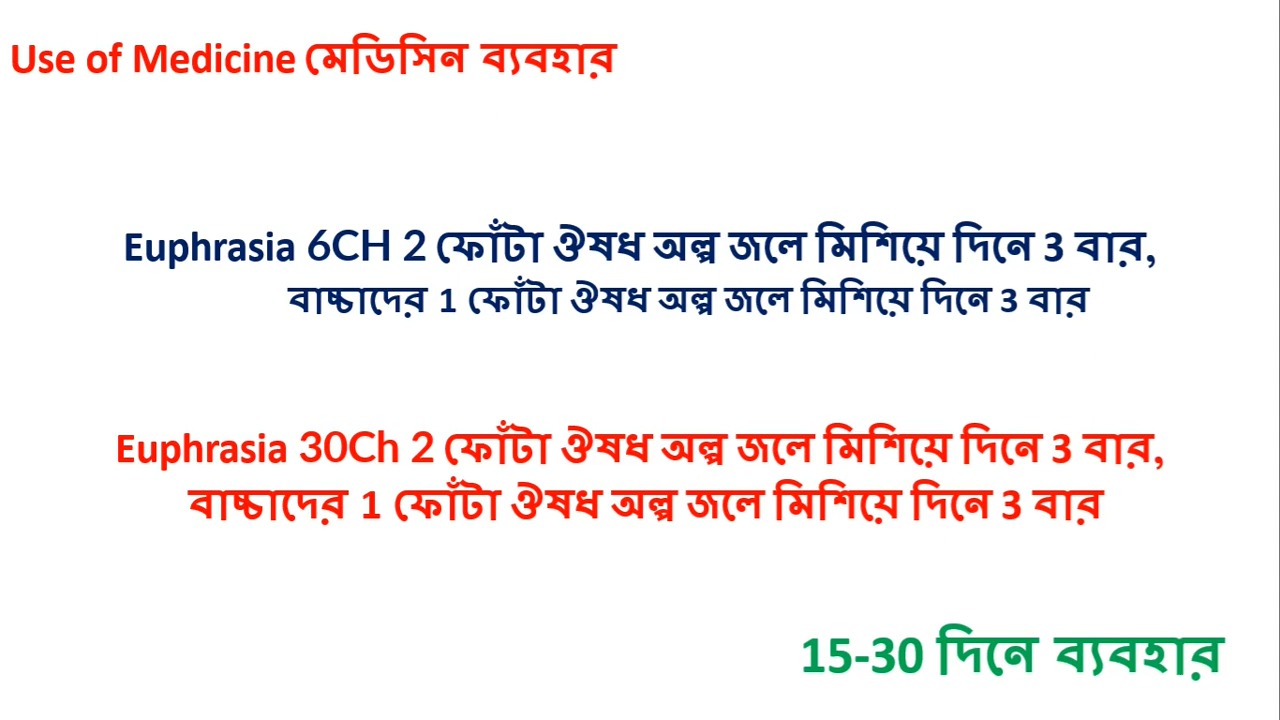 Use of Medicine মেডিসিন ব্যবহার
Euphrasia 6CH 2 ফোঁটা ঔষধ অল্প জলে মিশিয়ে দিনে 3 বার,
বাচ্চাদের 1 ফোঁটা ঔষধ অল্প জলে মিশিয়ে দিনে 3 বার
Euphrasia 30Ch 2 ফোঁটা ঔষধ অল্প জলে মিশিয়ে দিনে 3 বার,
বাচ্চাদের 1 ফোঁটা ঔষধ অল্প জলে মিশিয়ে দিনে 3 বার
15-30 দিনে ব্যবহার